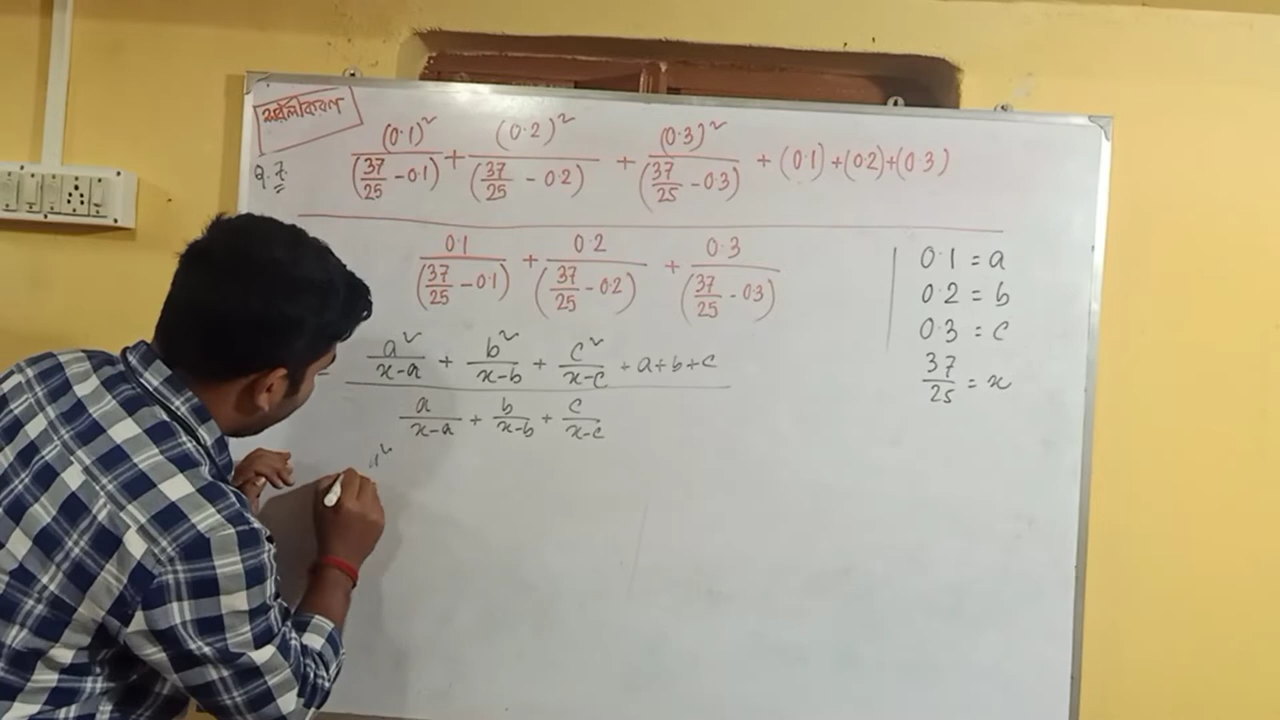 সরলীকরণ
Q.7.
(0.1)² / (37/25 - 0.1) + (0.2)² / (37/25 - 0.2) + (0.3)² / (37/25 - 0.3) + (0.1) + (0.2) + (0.3)
0.1 / (37/25 - 0.1) + 0.2 / (37/25 - 0.2) + 0.3 / (37/25 - 0.3)
a² / x-a + b² / x-b + c² / x-c + a+b+c
a / x-a + b / x-b + c / x-c
a²
0.1 = a
0.2 = b
0.3 = c
37/25 = x